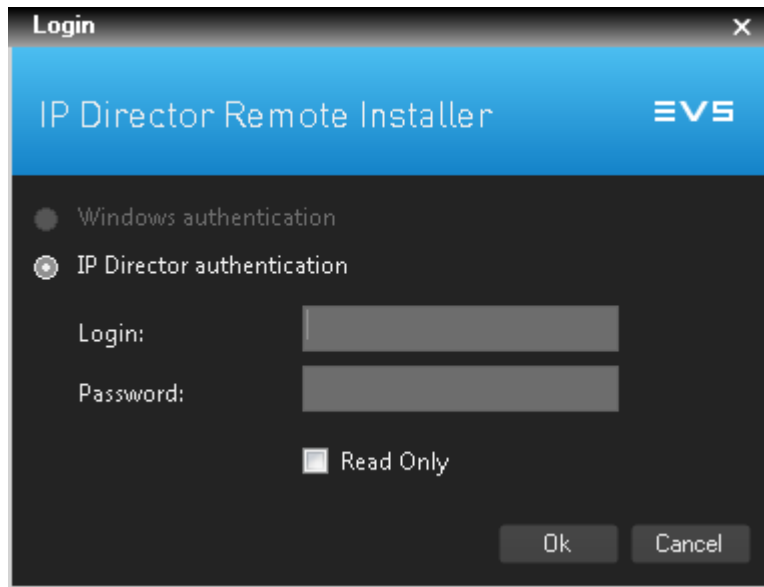 Login
IP Director Remote Installer
EVS
Windows authentication
IP Director authentication
Login:
Password:
Read Only
Ok Cancel